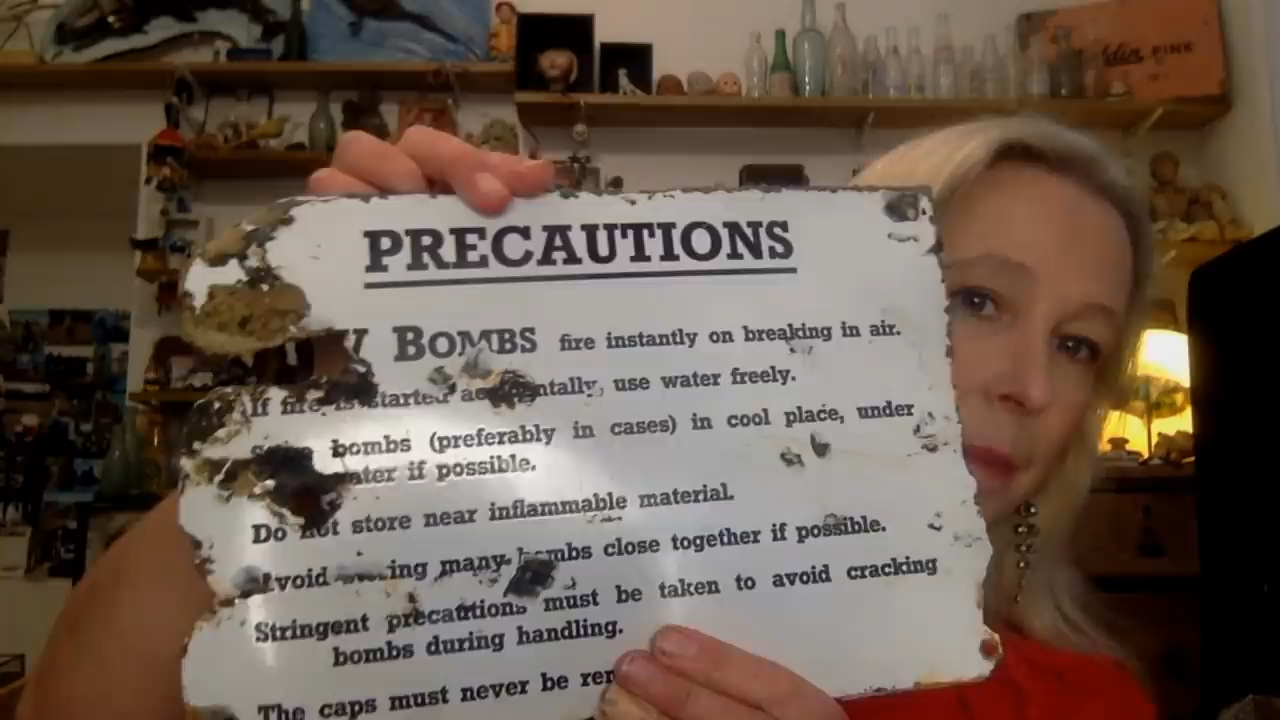 PINK
PRECAUTIONS
BOMBS fire instantly on breaking in air.
If fire is started accidentally, use water freely.
bombs (preferably in cases) in cool place, under
water if possible.
Do not store near inflammable material.
Avoid storing many bombs close together if possible.
Stringent precautions must be taken to avoid cracking
bombs during handling.
The caps must never be